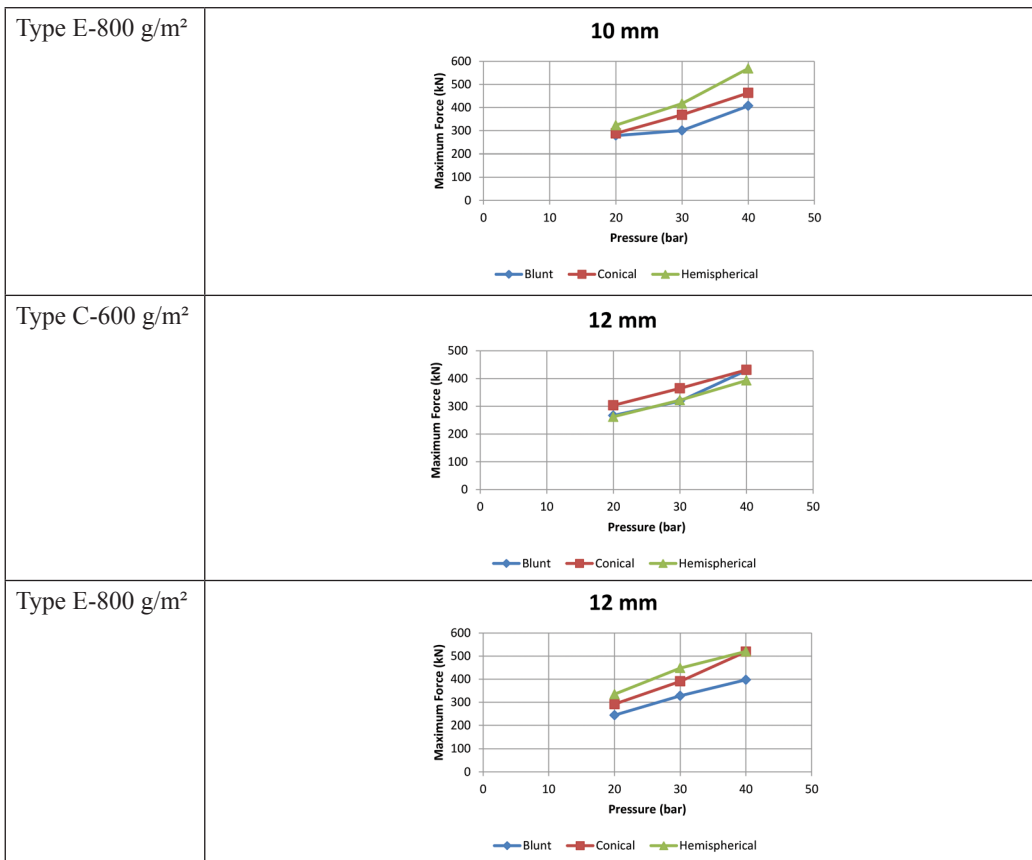 Type E-800 g/m²
10 mm
600
500
400
300
200
100
0
0 10 20 30 40 50
Maximum Force (kN)
Pressure (bar)
Blunt Conical Hemispherical
Type C-600 g/m²
12 mm
500
400
300
200
100
0
0 10 20 30 40 50
Maximum Force (kN)
Pressure (bar)
Blunt Conical Hemispherical
Type E-800 g/m²
12 mm
600
500
400
300
200
100
0
0 10 20 30 40 50
Maximum Force (kN)
Pressure (bar)
Blunt Conical Hemispherical